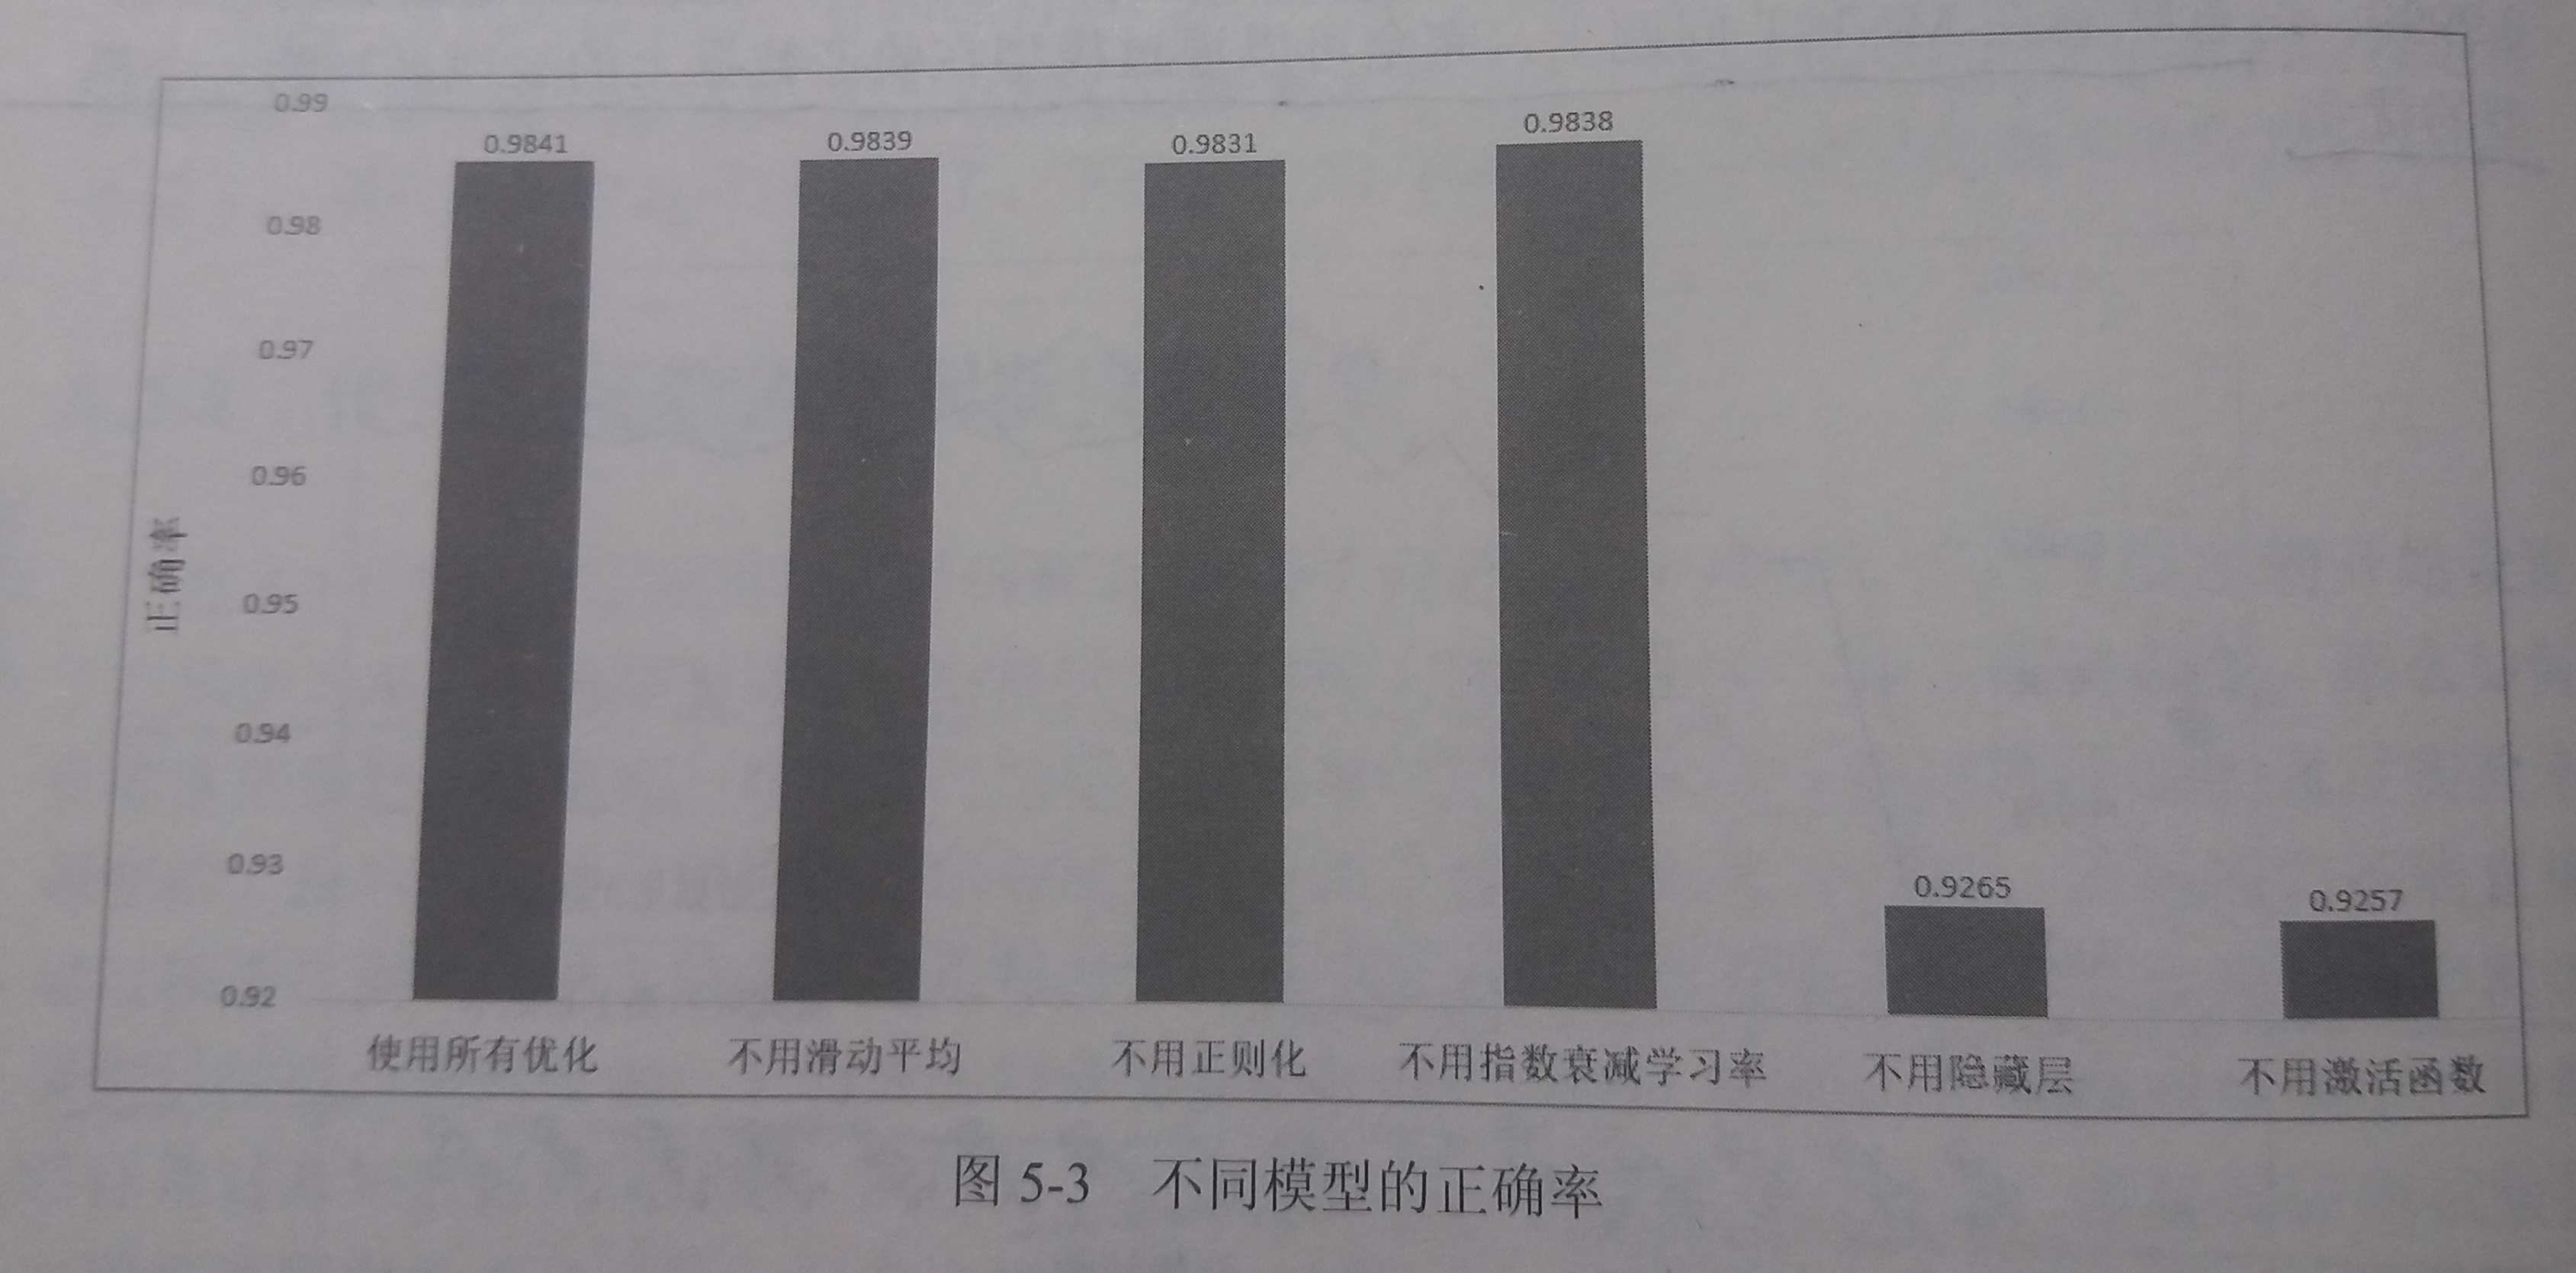 0.99
0.9841
0.9839
0.9831
0.9838
0.98
0.97
0.96
正确率
0.95
0.94
0.93
0.9265
0.9257
0.92
使用所有优化
不用滑动平均
不用正则化
不用指数衰减学习率
不用隐藏层
不用激活函数
图 5-3 不同模型的正确率